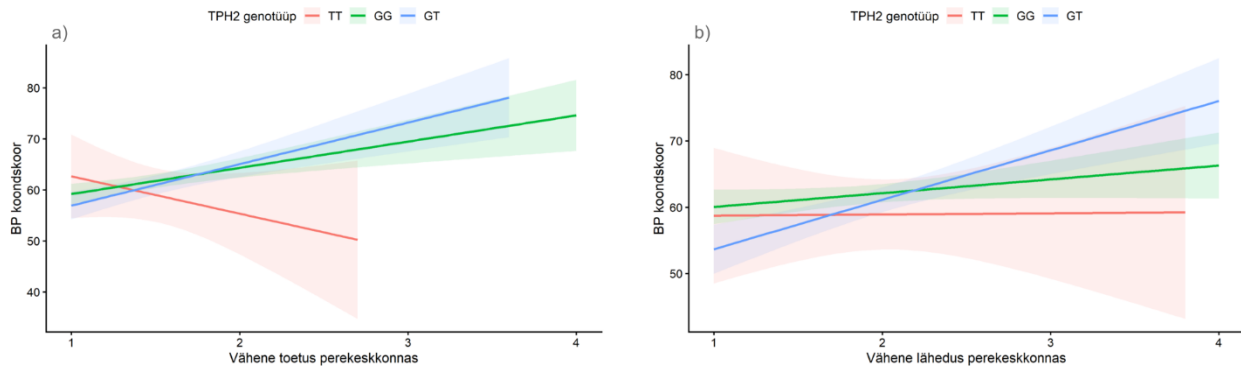 TPH2 genotüüp TT GG GT
a)
BP koondskoor
80
70
60
50
40
1 2 3 4
Vähene toetus perekeskkonnas
TPH2 genotüüp TT GG GT
b)
BP koondskoor
80
70
60
50
1 2 3 4
Vähene lähedus perekeskkonnas